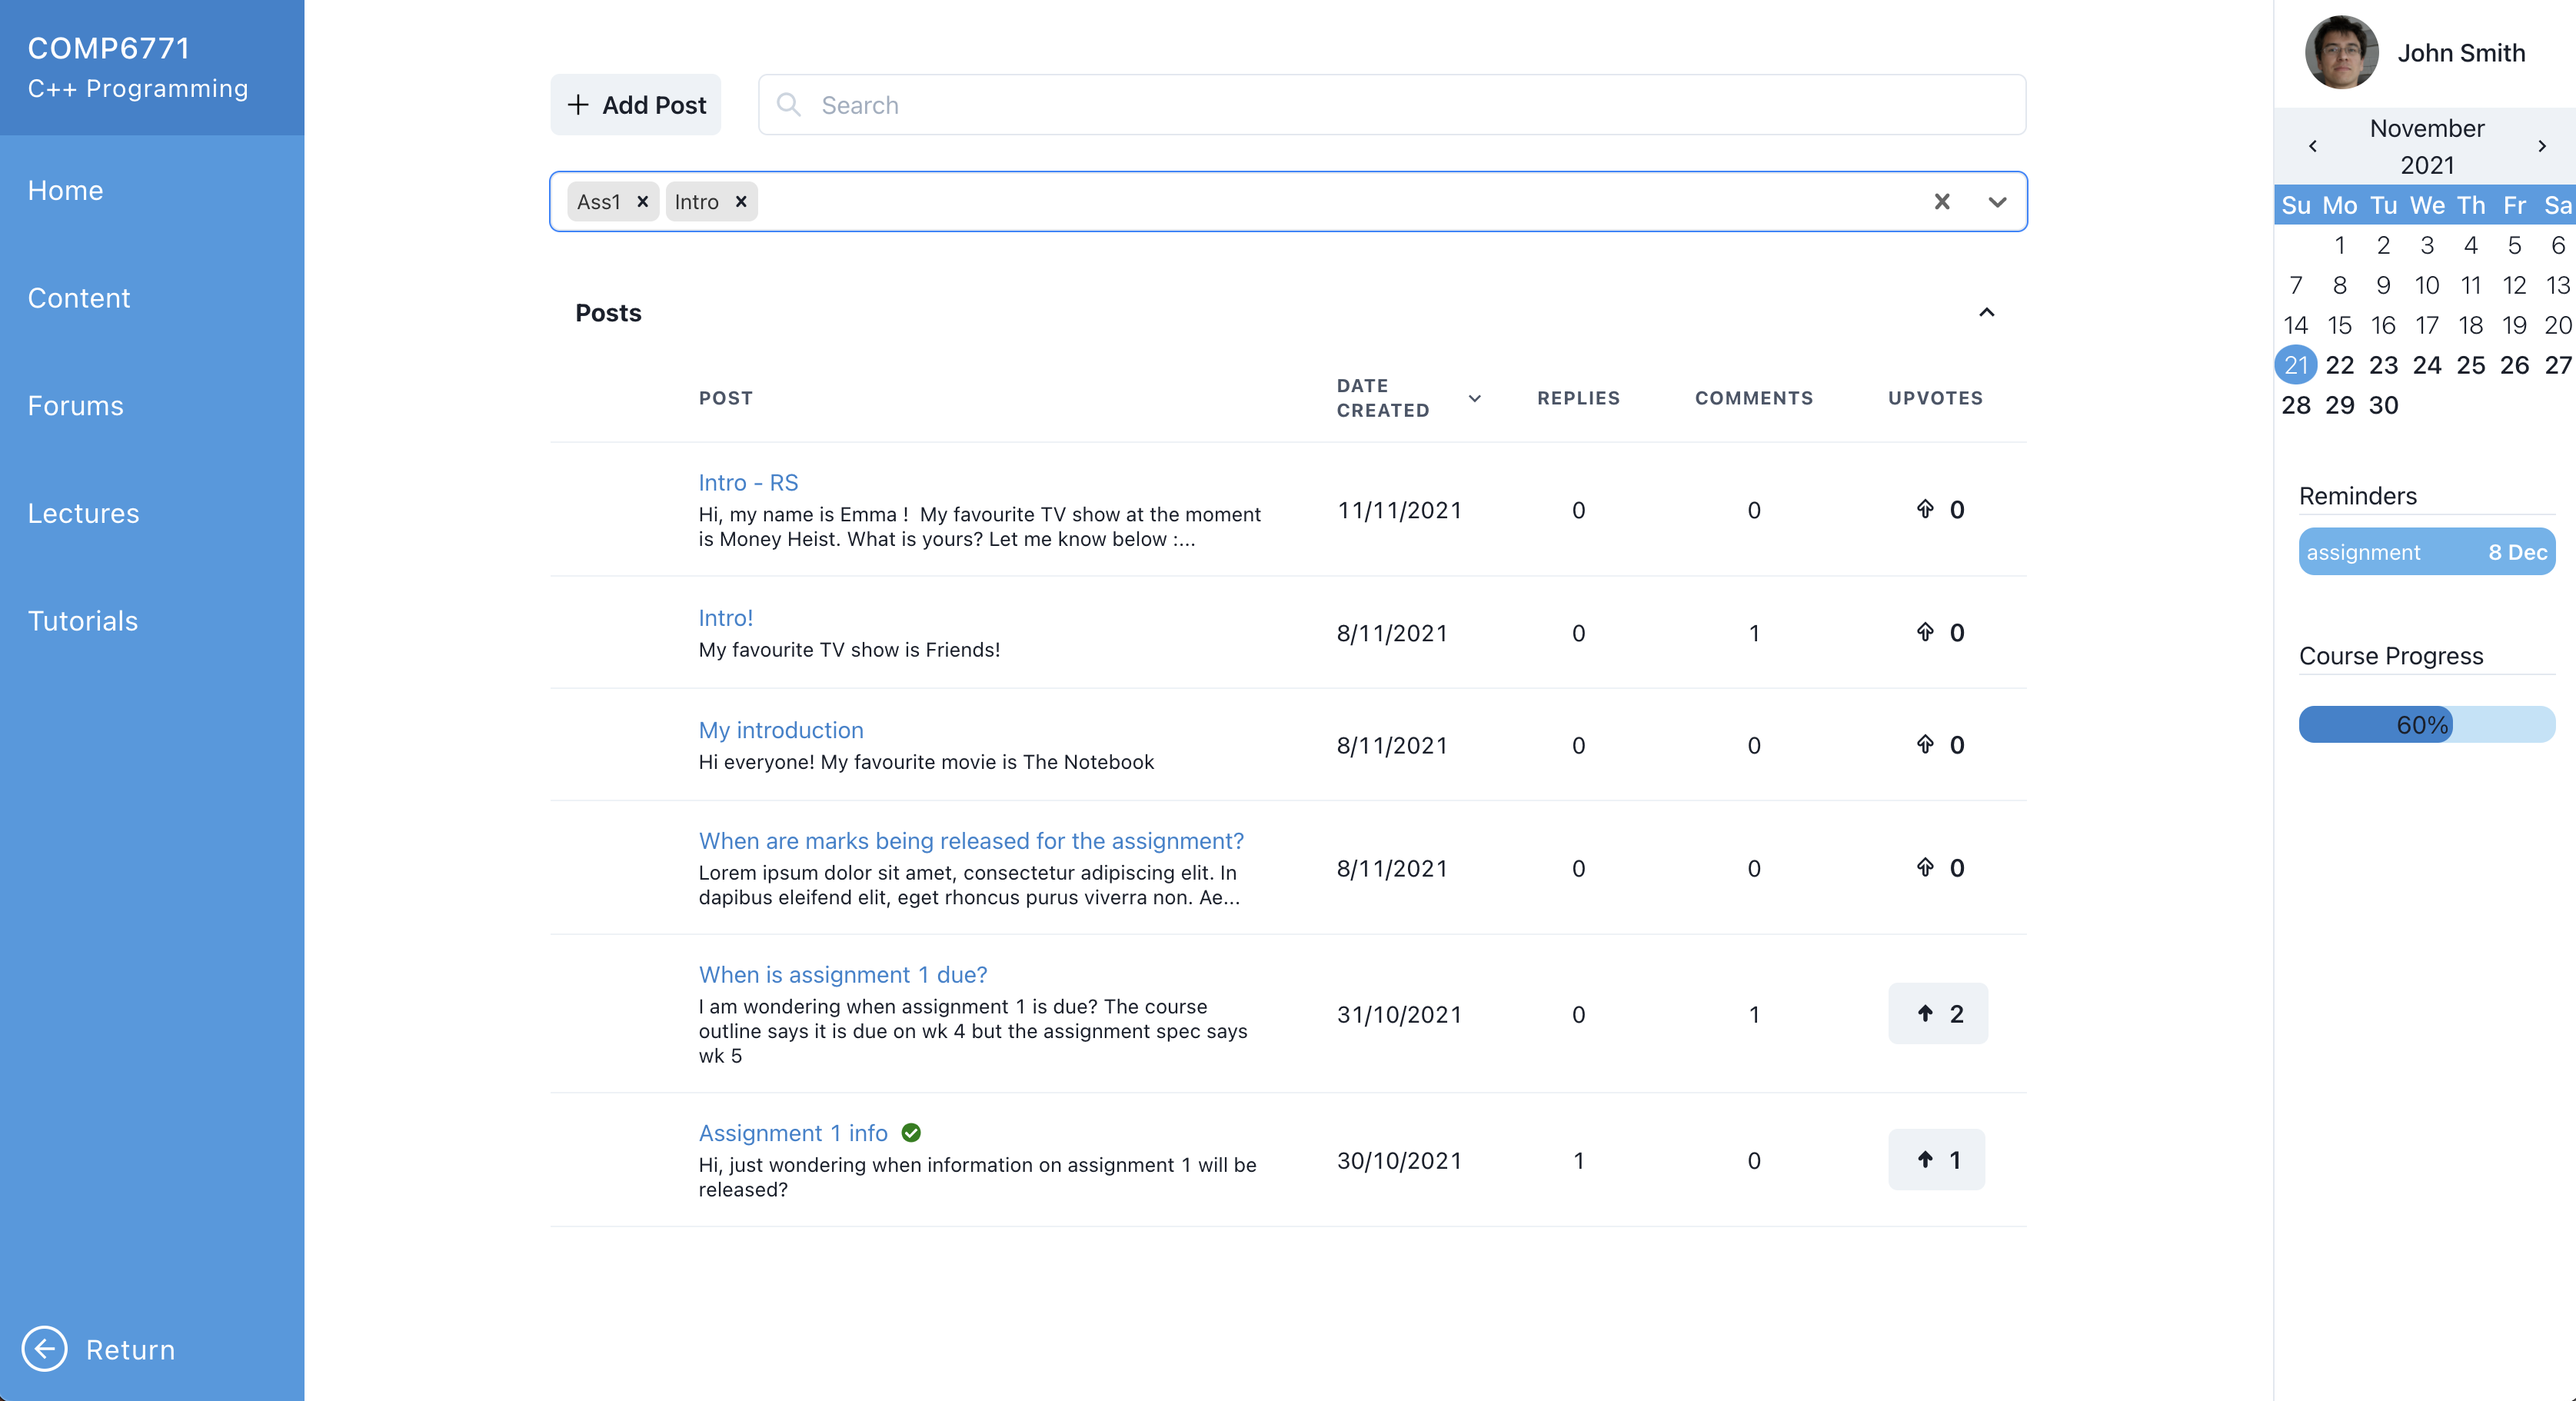 COMP6771
C++ Programming
Home
Content
Forums
Lectures
Tutorials
Return
Add Post
Search
Ass1
Intro
Posts
POST DATE CREATED REPLIES COMMENTS UPVOTES
Intro - RS
Hi, my name is Emma ! My favourite TV show at the moment
is Money Heist. What is yours? Let me know below :...
11/11/2021 0 0 0
Intro!
My favourite TV show is Friends!
8/11/2021 0 1 0
My introduction
Hi everyone! My favourite movie is The Notebook
8/11/2021 0 0 0
When are marks being released for the assignment?
Lorem ipsum dolor sit amet, consectetur adipiscing elit. In
dapibus eleifend elit, eget rhoncus purus viverra non. Ae...
8/11/2021 0 0 0
When is assignment 1 due?
I am wondering when assignment 1 is due? The course
outline says it is due on wk 4 but the assignment spec says
wk 5
31/10/2021 0 1 2
Assignment 1 info
Hi, just wondering when information on assignment 1 will be
released?
30/10/2021 1 0 1
John Smith
November
2021
Su Mo Tu We Th Fr Sa
1 2 3 4 5 6
7 8 9 10 11 12 13
14 15 16 17 18 19 20
21 22 23 24 25 26 27
28 29 30
Reminders
assignment 8 Dec
Course Progress
60%